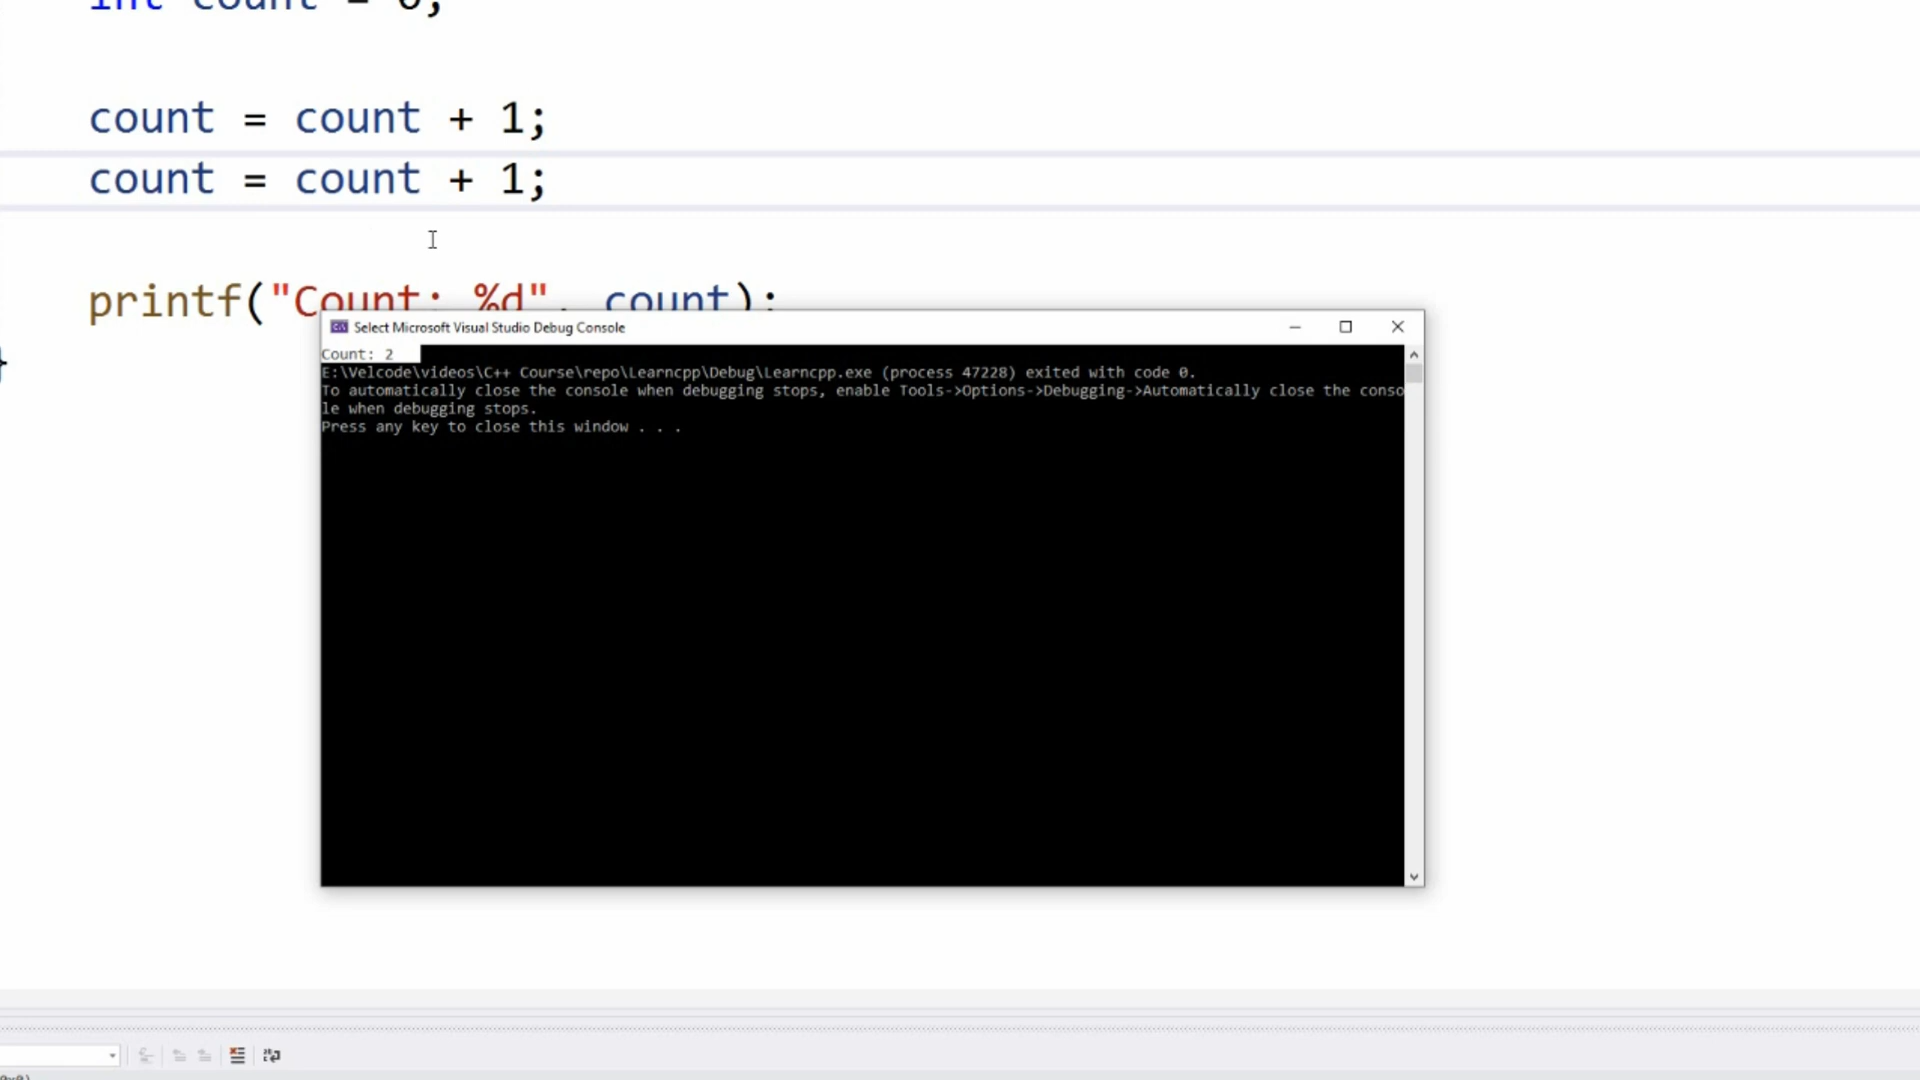 int count = 0;
count = count + 1;
count = count + 1;
printf("Count: %d", count);
}
Select Microsoft Visual Studio Debug Console
Count: 2
E:\Velcode\videos\C++ Course\repo\Learncpp\Debug\Learncpp.exe (process 47228) exited with code 0.
To automatically close the console when debugging stops, enable Tools->Options->Debugging->Automatically close the conso
le when debugging stops.
Press any key to close this window . . .